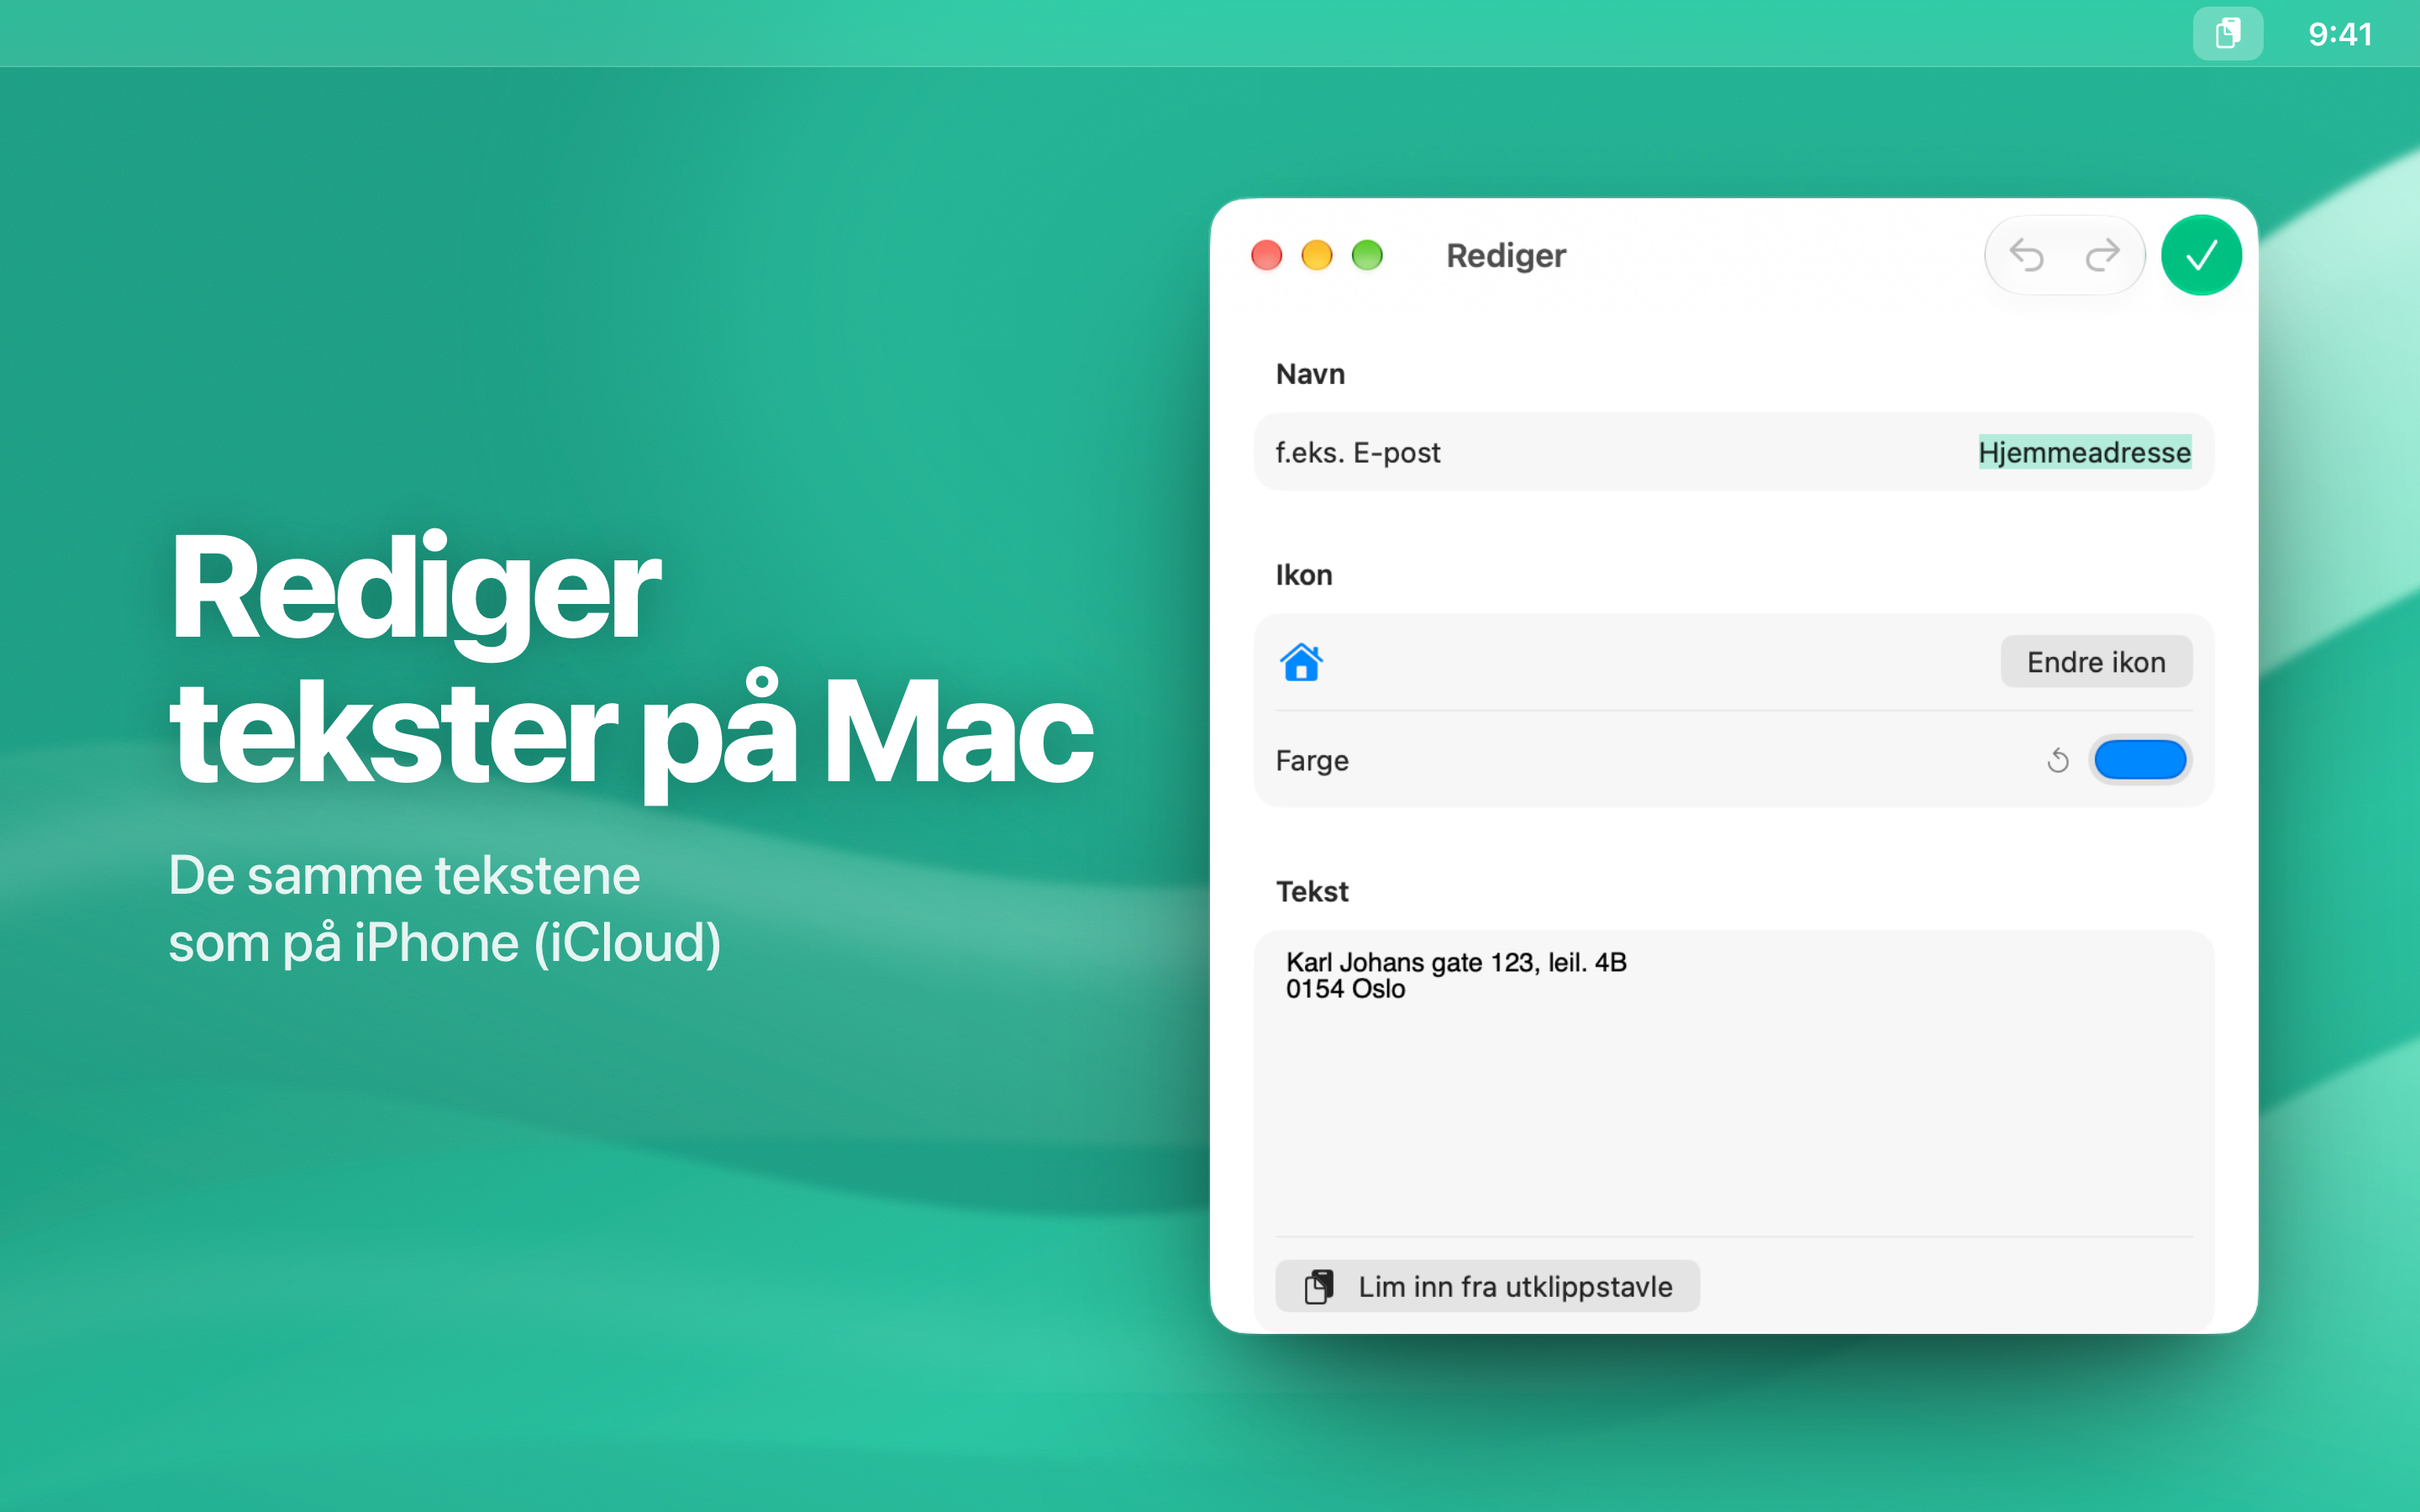 9:41
Rediger
tekster på Mac
De samme tekstene
som på iPhone (iCloud)
Rediger
Navn
f.eks. E-post
Hjemmeadresse
Ikon
Endre ikon
Farge
Tekst
Karl Johans gate 123, leil. 4B
0154 Oslo
Lim inn fra utklippstavle